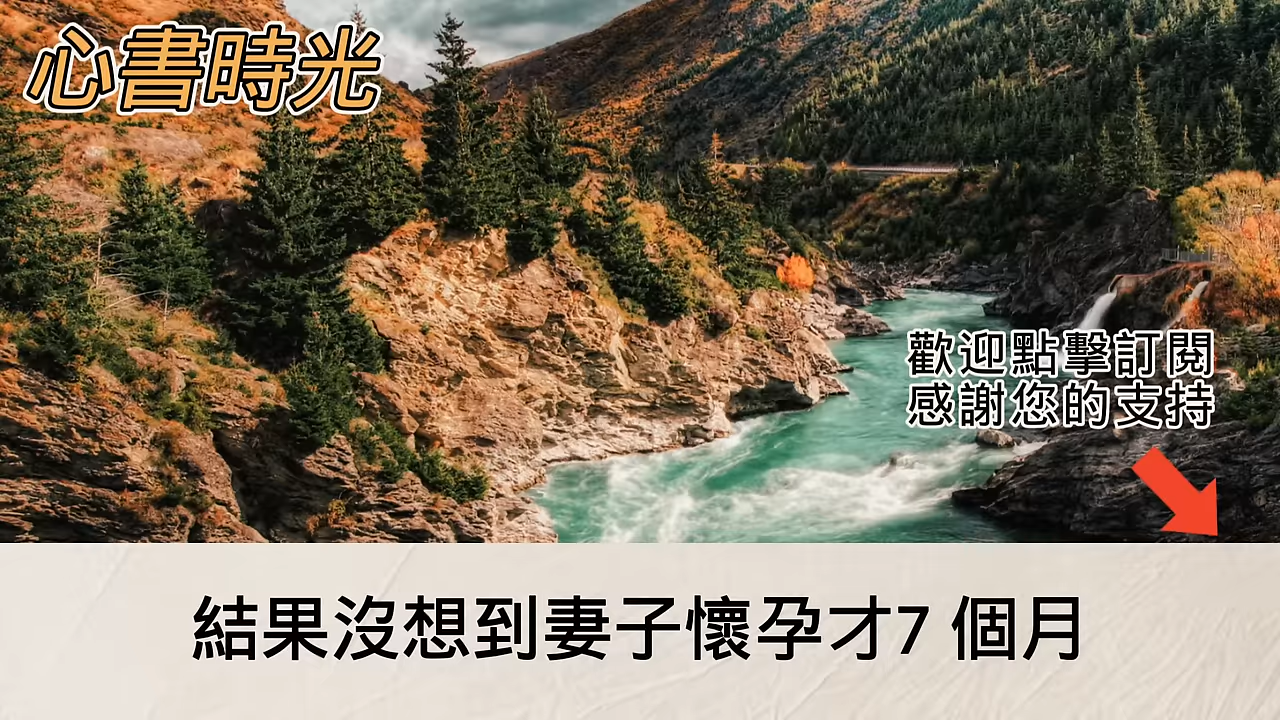 心書時光
歡迎點擊訂閱
感謝您的支持
結果沒想到妻子懷孕才7 個月